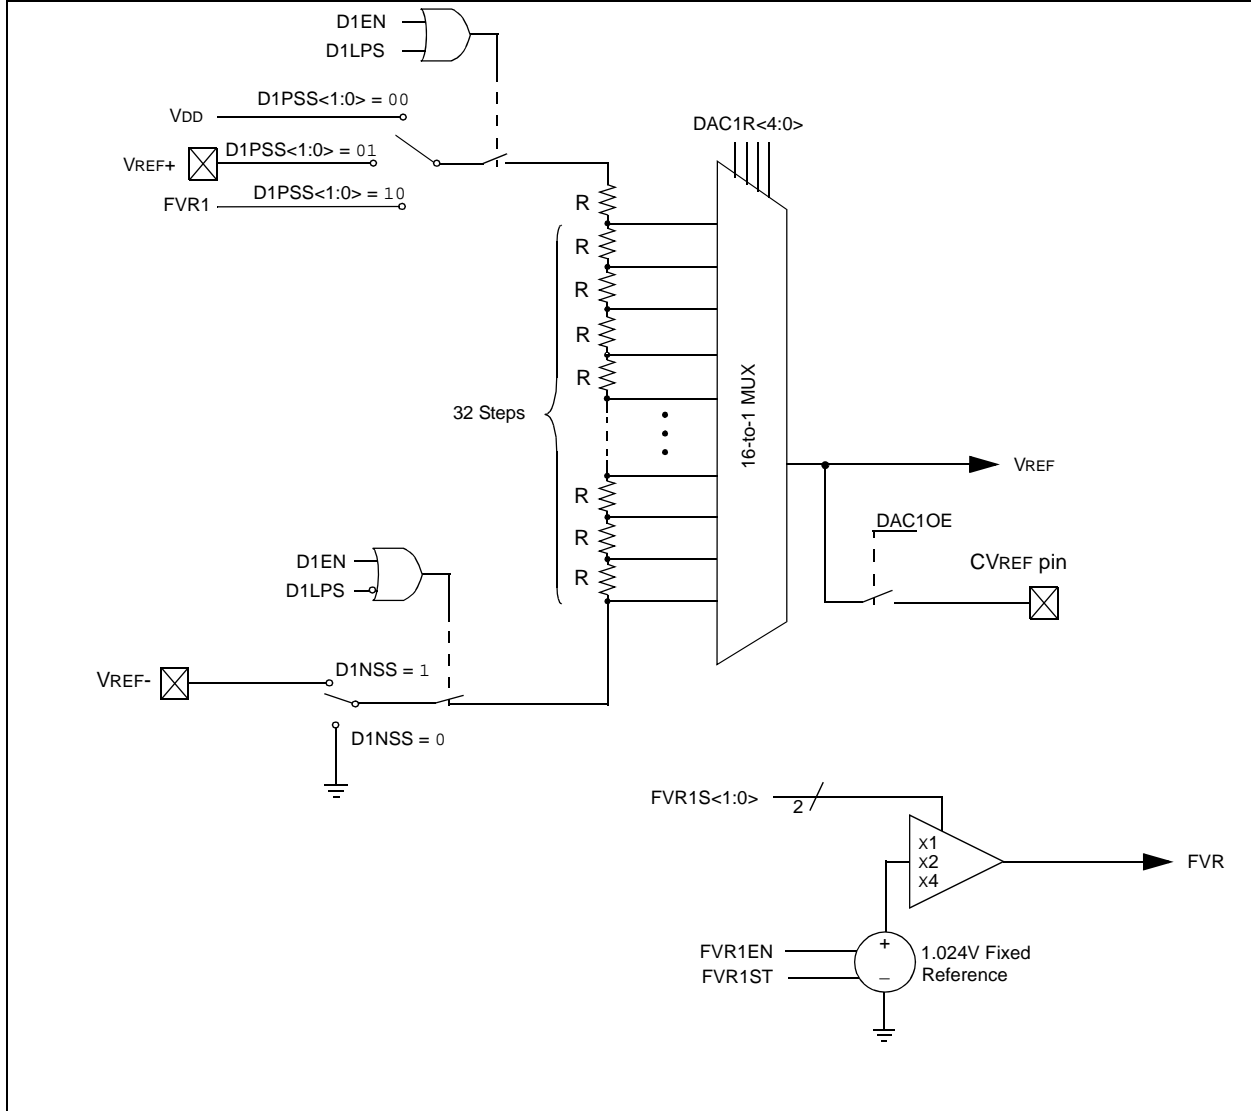 D1EN
D1LPS
D1PSS<1:0> = 00
VDD
DAC1R<4:0>
D1PSS<1:0> = 01
VREF+
D1PSS<1:0> = 10
FVR1
R
R
R
R
R
32 Steps
16-to-1 MUX
VREF
R
DAC1OE
R
D1EN
CVREF pin
R
D1LPS
D1NSS = 1
VREF-
D1NSS = 0
FVR1S<1:0>
2
x1
x2
FVR
x4
FVR1EN
+
1.024V Fixed
Reference
FVR1ST
–